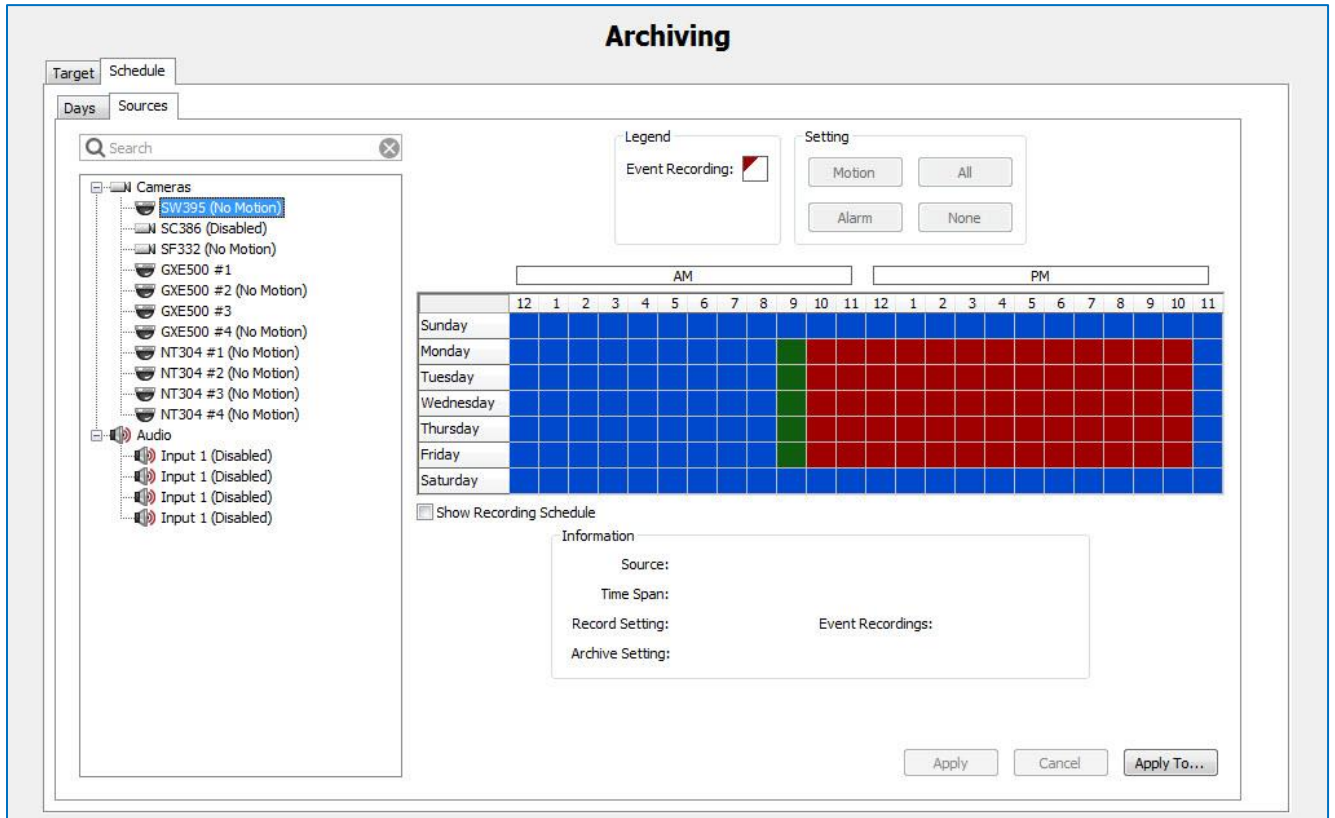 Archiving
Target Schedule
Days Sources
Search
Cameras
SW395 (No Motion)
SC386 (Disabled)
SF332 (No Motion)
GXE500 #1
GXE500 #2 (No Motion)
GXE500 #3
GXE500 #4 (No Motion)
NT304 #1 (No Motion)
NT304 #2 (No Motion)
NT304 #3 (No Motion)
NT304 #4 (No Motion)
Audio
Input 1 (Disabled)
Input 1 (Disabled)
Input 1 (Disabled)
Input 1 (Disabled)
Legend
Event Recording:
Setting
Motion All
Alarm None
AM PM
12 1 2 3 4 5 6 7 8 9 10 11 12 1 2 3 4 5 6 7 8 9 10 11
Sunday
Monday
Tuesday
Wednesday
Thursday
Friday
Saturday
Show Recording Schedule
Information
Source:
Time Span:
Record Setting: Event Recordings:
Archive Setting:
Apply Cancel Apply To...